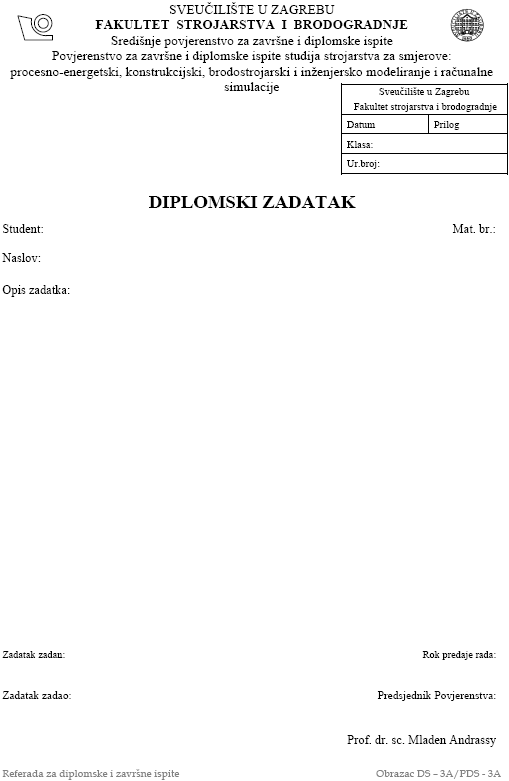 SVEUČILIŠTE U ZAGREBU
FAKULTET STROJARSTVA I BRODOGRADNJE
Središnje povjerenstvo za završne i diplomske ispite
Povjerenstvo za završne i diplomske ispite studija strojarstva za smjerove:
procesno-energetski, konstrukcijski, brodostrojarski i inženjersko modeliranje i računalne
simulacije
Sveučilište u Zagrebu
Fakultet strojarstva i brodogradnje
Datum Prilog
Klasa:
Ur.broj:
DIPLOMSKI ZADATAK
Student: Mat. br.:
Naslov:
Opis zadatka:
Zadatak zadan: Rok predaje rada:
Zadatak zadao: Predsjednik Povjerenstva:
Prof. dr. sc. Mladen Andrassy
Referada za diplomske i završne ispite Obrazac DS – 3A/PDS - 3A